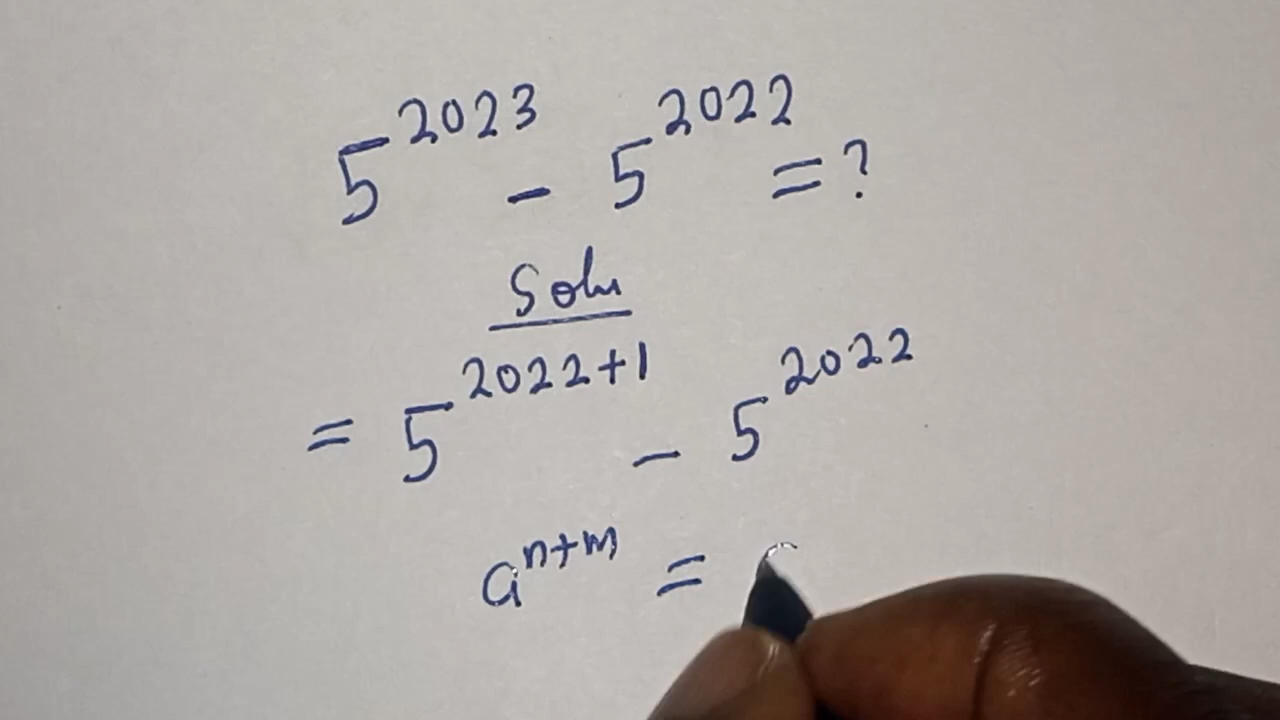 5^2023 - 5^2022 = ?
Soln
= 5^2022+1 - 5^2022
a^n+m =